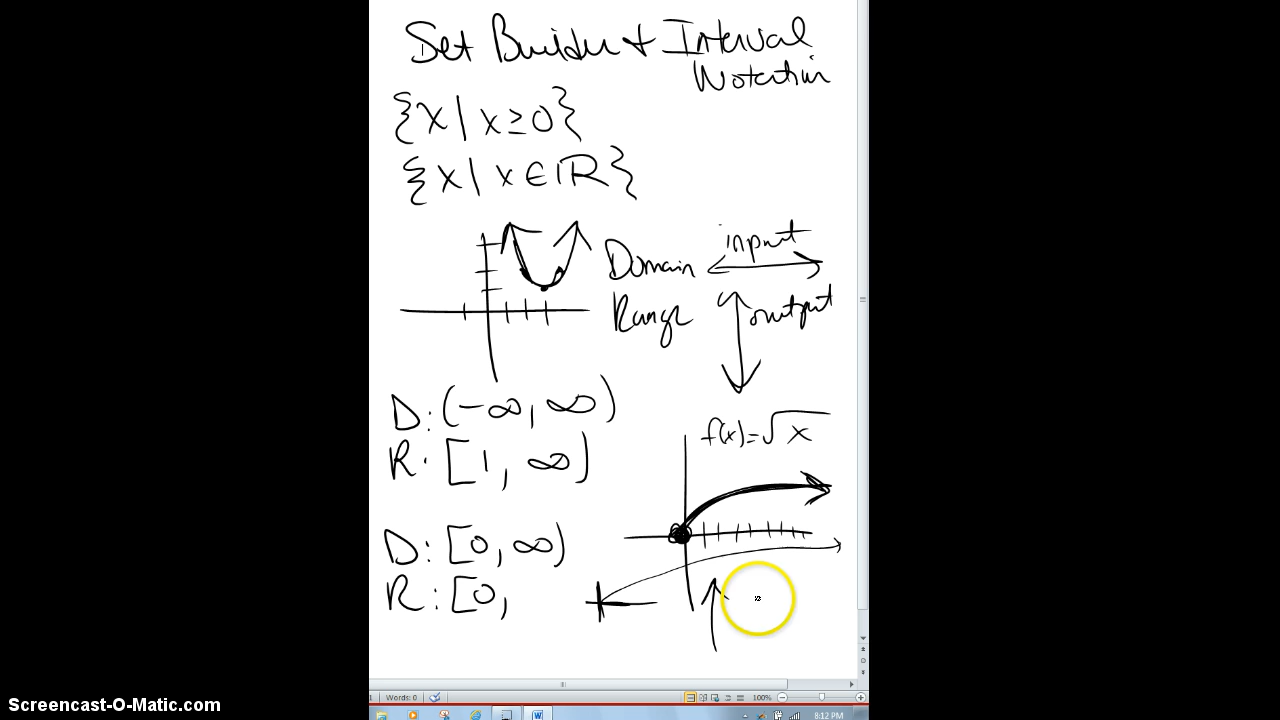 Set Builder + Interval
Notation
{x | x ≥ 0}
{x | x ∈ ℝ}
Domain input
Range output
D: (-∞, ∞)
R: [1, ∞)
f(x) = √x
D: [0, ∞)
R: [0,
Words: 0
100%
8:12 PM
Screencast-O-Matic.com